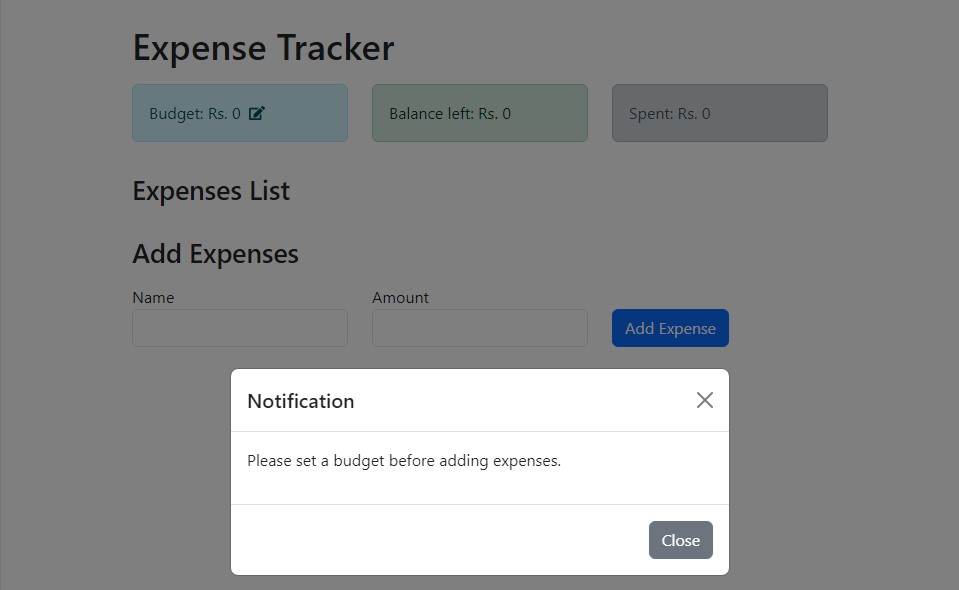 Expense Tracker
Budget: Rs. 0 Balance left: Rs. 0 Spent: Rs. 0
Expenses List
Add Expenses
Name Amount
Add Expense
Notification
Please set a budget before adding expenses.
Close